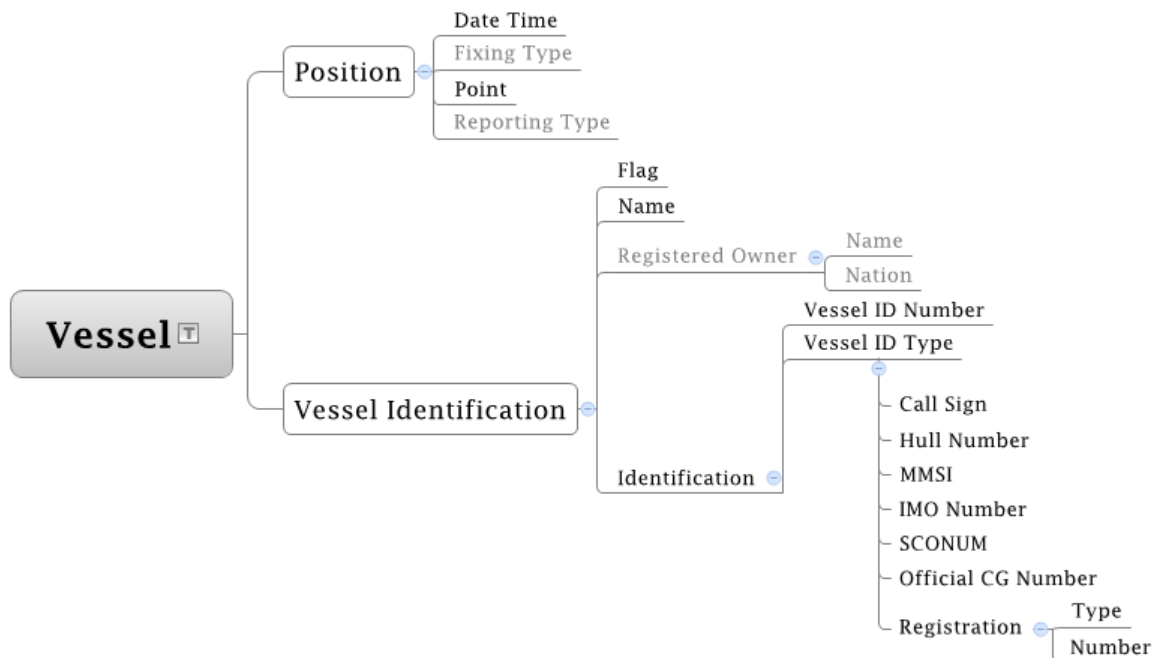 Date Time
Fixing Type
Position
Point
Reporting Type
Flag
Name
Registered Owner
Name
Nation
Vessel T
Vessel ID Number
Vessel ID Type
Vessel Identification
Call Sign
Hull Number
MMSI
Identification
IMO Number
SCONUM
Official CG Number
Registration
Type
Number